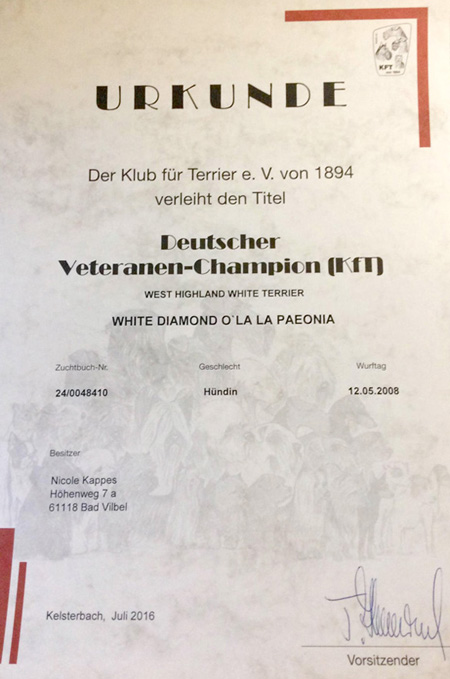 KFT
URKUNDE
Der Klub für Terrier e. V. von 1894
verleiht den Titel
Deutscher
Veteranen-Champion (KfT)
WEST HIGHLAND WHITE TERRIER
WHITE DIAMOND O`LA LA PAEONIA
Zuchtbuch-Nr. Geschlecht Wurftag
24/0048410 Hündin 12.05.2008
Besitzer
Nicole Kappes
Höhenweg 7 a
61118 Bad Vilbel
Kelsterbach, Juli 2016
Vorsitzender